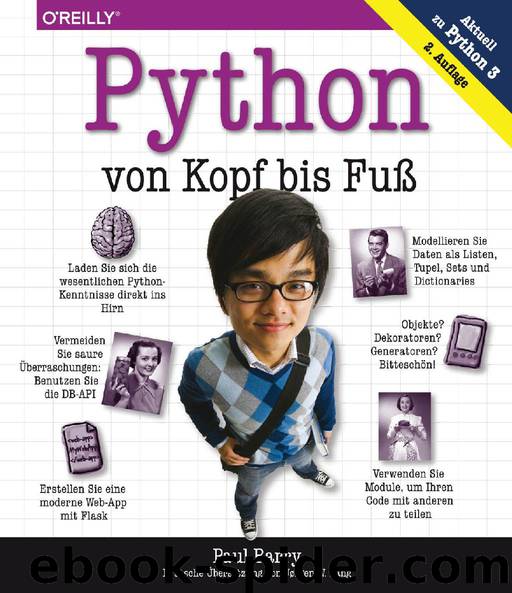 O'REILLY®
Aktuell
zu Python 3
2. Auflage
Python
von Kopf bis Fuß
Laden Sie sich die
wesentlichen Python-
Kenntnisse direkt ins
Hirn
Modellieren Sie
Daten als Listen,
Tupel, Sets und
Dictionaries
Vermeiden
Sie saure
Überraschungen:
Benutzen Sie
die DB-API
Objekte?
Dekoratoren?
Generatoren?
Bitteschön!
Erstellen Sie eine
moderne Web-App
mit Flask
Verwenden Sie
Module, um Ihren
Code mit anderen
zu teilen
Paul Barry
ebook-spider.com